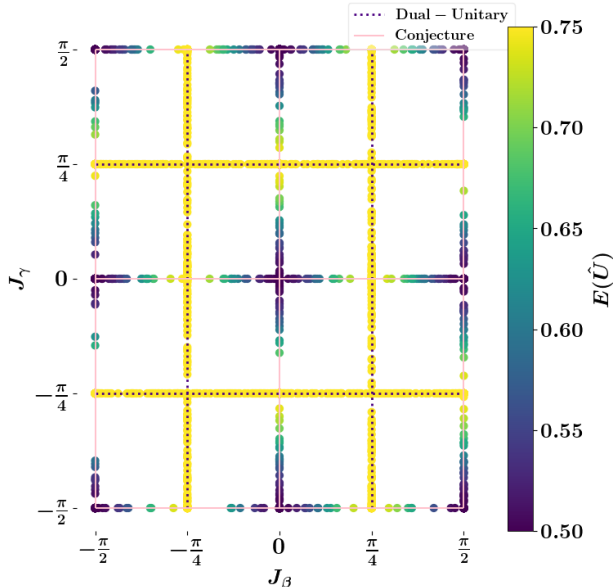 Dual − Unitary
Conjecture
π/2
π/4
0
−π/4
−π/2
J_γ
−π/2
−π/4
0
π/4
π/2
J_β
0.75
0.70
0.65
0.60
0.55
0.50
E(Û)